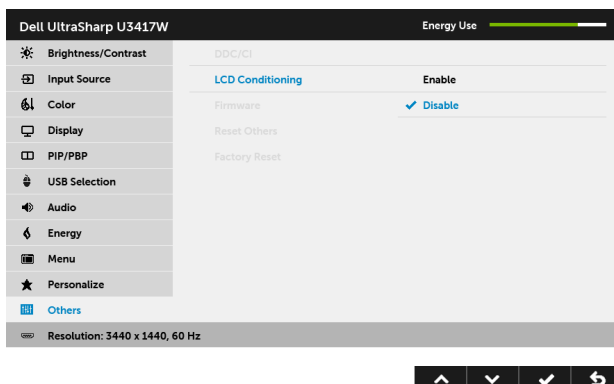 Dell UltraSharp U3417W Energy Use
Brightness/Contrast DDC/CI
Input Source LCD Conditioning Enable
Color Firmware Disable
Display Reset Others
PIP/PBP Factory Reset
USB Selection
Audio
Energy
Menu
Personalize
Others
Resolution: 3440 x 1440, 60 Hz